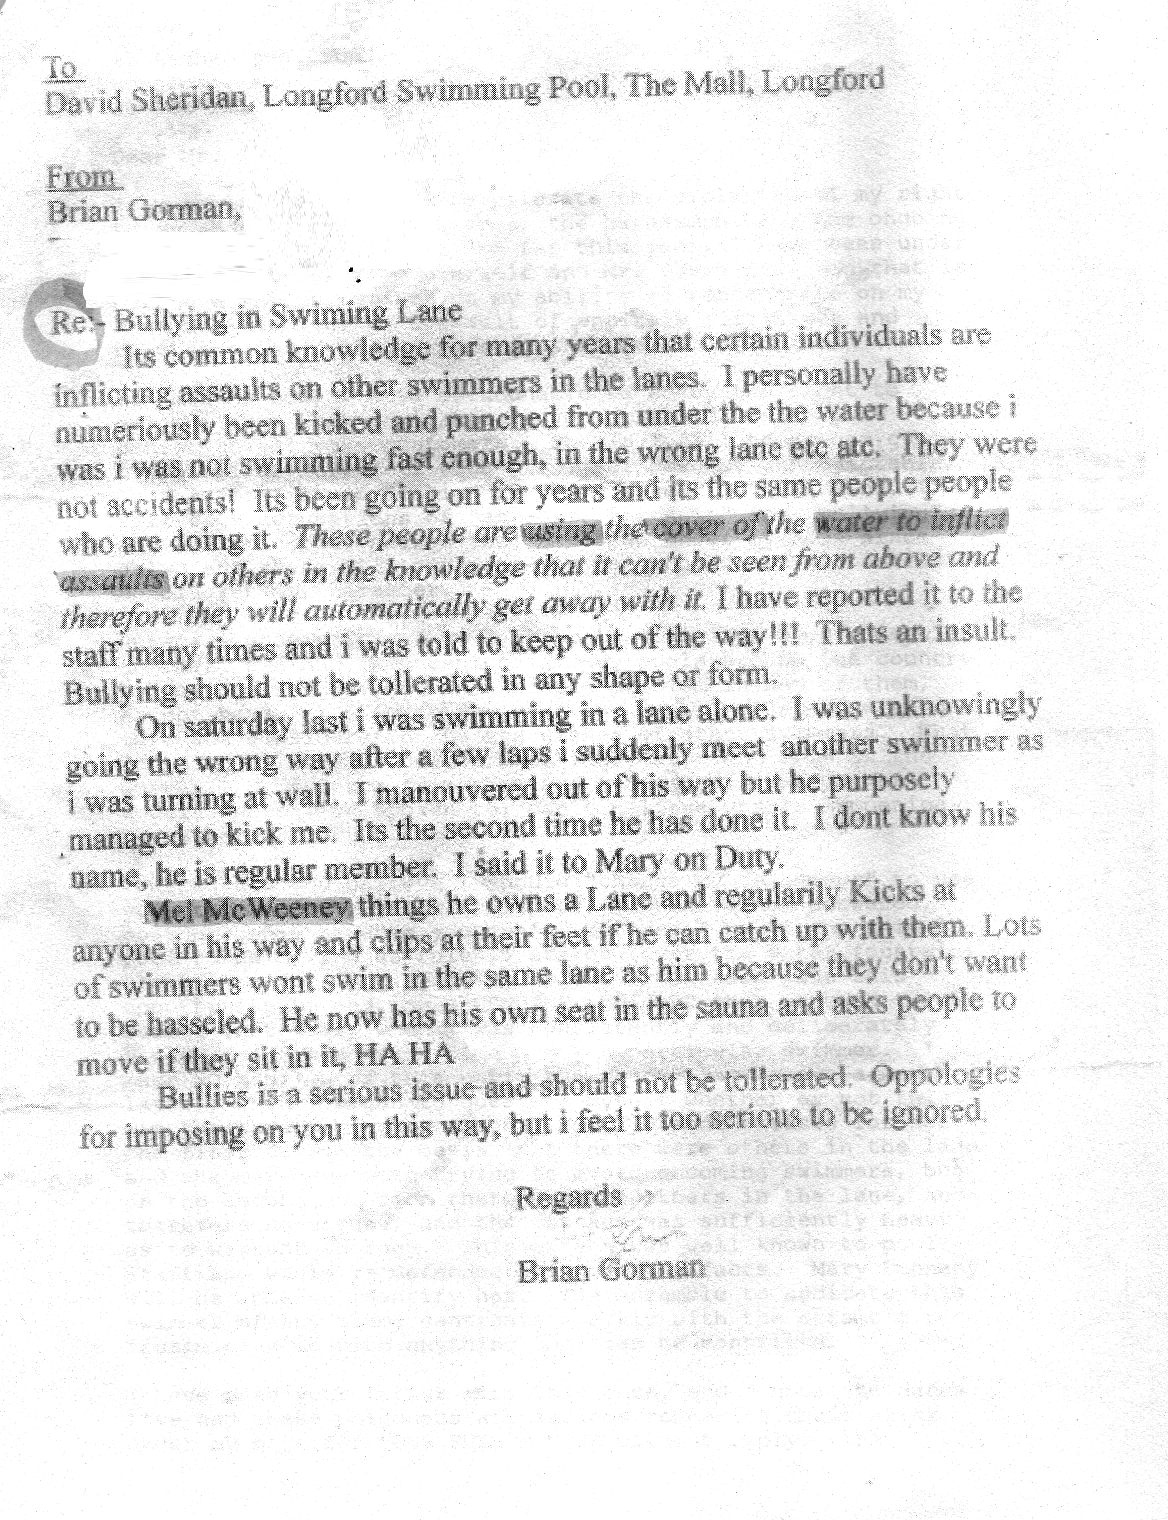 To
David Sheridan, Longford Swimming Pool, The Mall, Longford
From
Brian Gorman,
Re:- Bullying in Swiming Lane
Its common knowledge for many years that certain individuals are
inflicting assaults on other swimmers in the lanes. I personally have
numeriously been kicked and punched from under the the water because i
was i was not swimming fast enough, in the wrong lane etc atc. They were
not accidents! Its been going on for years and its the same people people
who are doing it. These people are using the cover of the water to inflict
assaults on others in the knowledge that it can't be seen from above and
therefore they will automatically get away with it. I have reported it to the
staff many times and i was told to keep out of the way!!! Thats an insult.
Bullying should not be tollerated in any shape or form.
On saturday last i was swimming in a lane alone. I was unknowingly
going the wrong way after a few laps i suddenly meet another swimmer as
i was turning at wall. I manouvered out of his way but he purposely
managed to kick me. Its the second time he has done it. I dont know his
name, he is regular member. I said it to Mary on Duty.
Mel McWeeney things he owns a Lane and regularily Kicks at
anyone in his way and clips at their feet if he can catch up with them. Lots
of swimmers wont swim in the same lane as him because they don't want
to be hasseled. He now has his own seat in the sauna and asks people to
move if they sit in it, HA HA
Bullies is a serious issue and should not be tollerated. Oppologies
for imposing on you in this way, but i feel it too serious to be ignored.
Regards
Brian Gorman